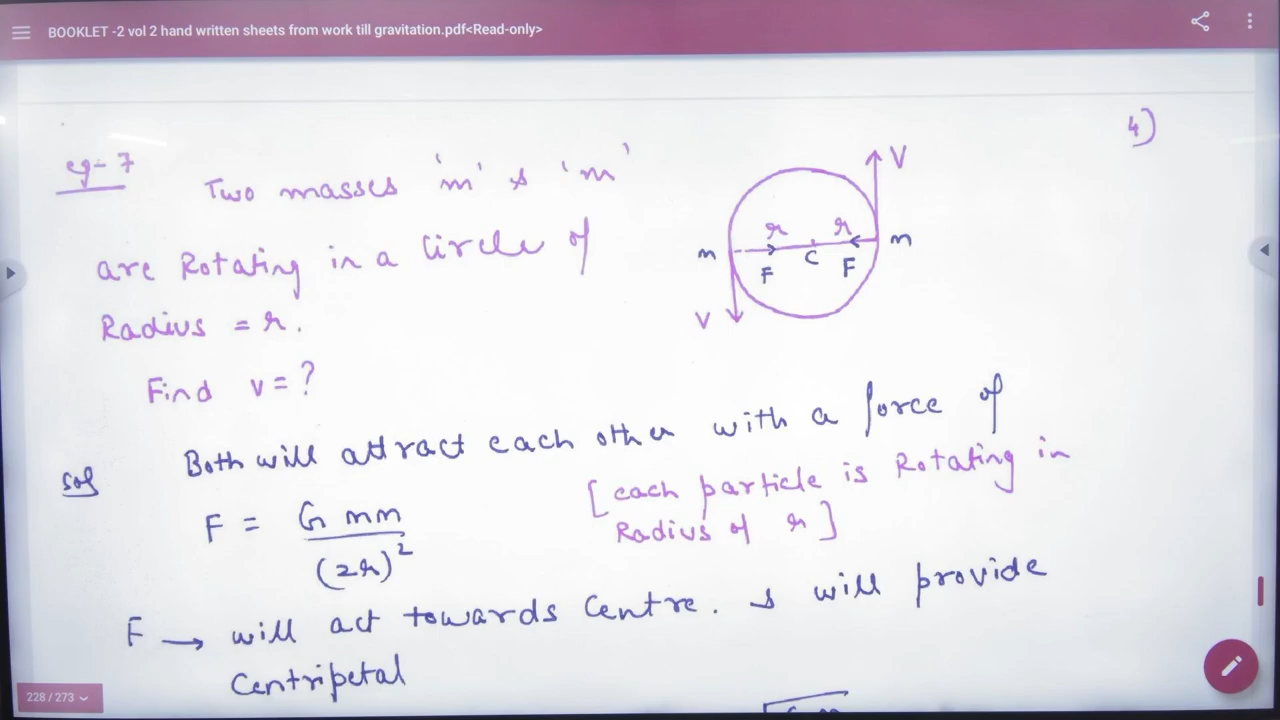 BOOKLET -2 vol 2 hand written sheets from work till gravitation.pdf<Read-only>
4)
eg-7 Two masses 'm' & 'm'
are Rotating in a Circle of
Radius = r.
Find v = ?
V
r r
m F C F m
V
Sol Both will attract each other with a force of
F = G mm / (2r)²
[each particle is Rotating in
Radius of r]
F → will act towards Centre. & will provide
Centripetal
228 / 273